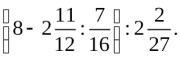 (8 - 2 11/12 : 7/16) : 2 2/27.